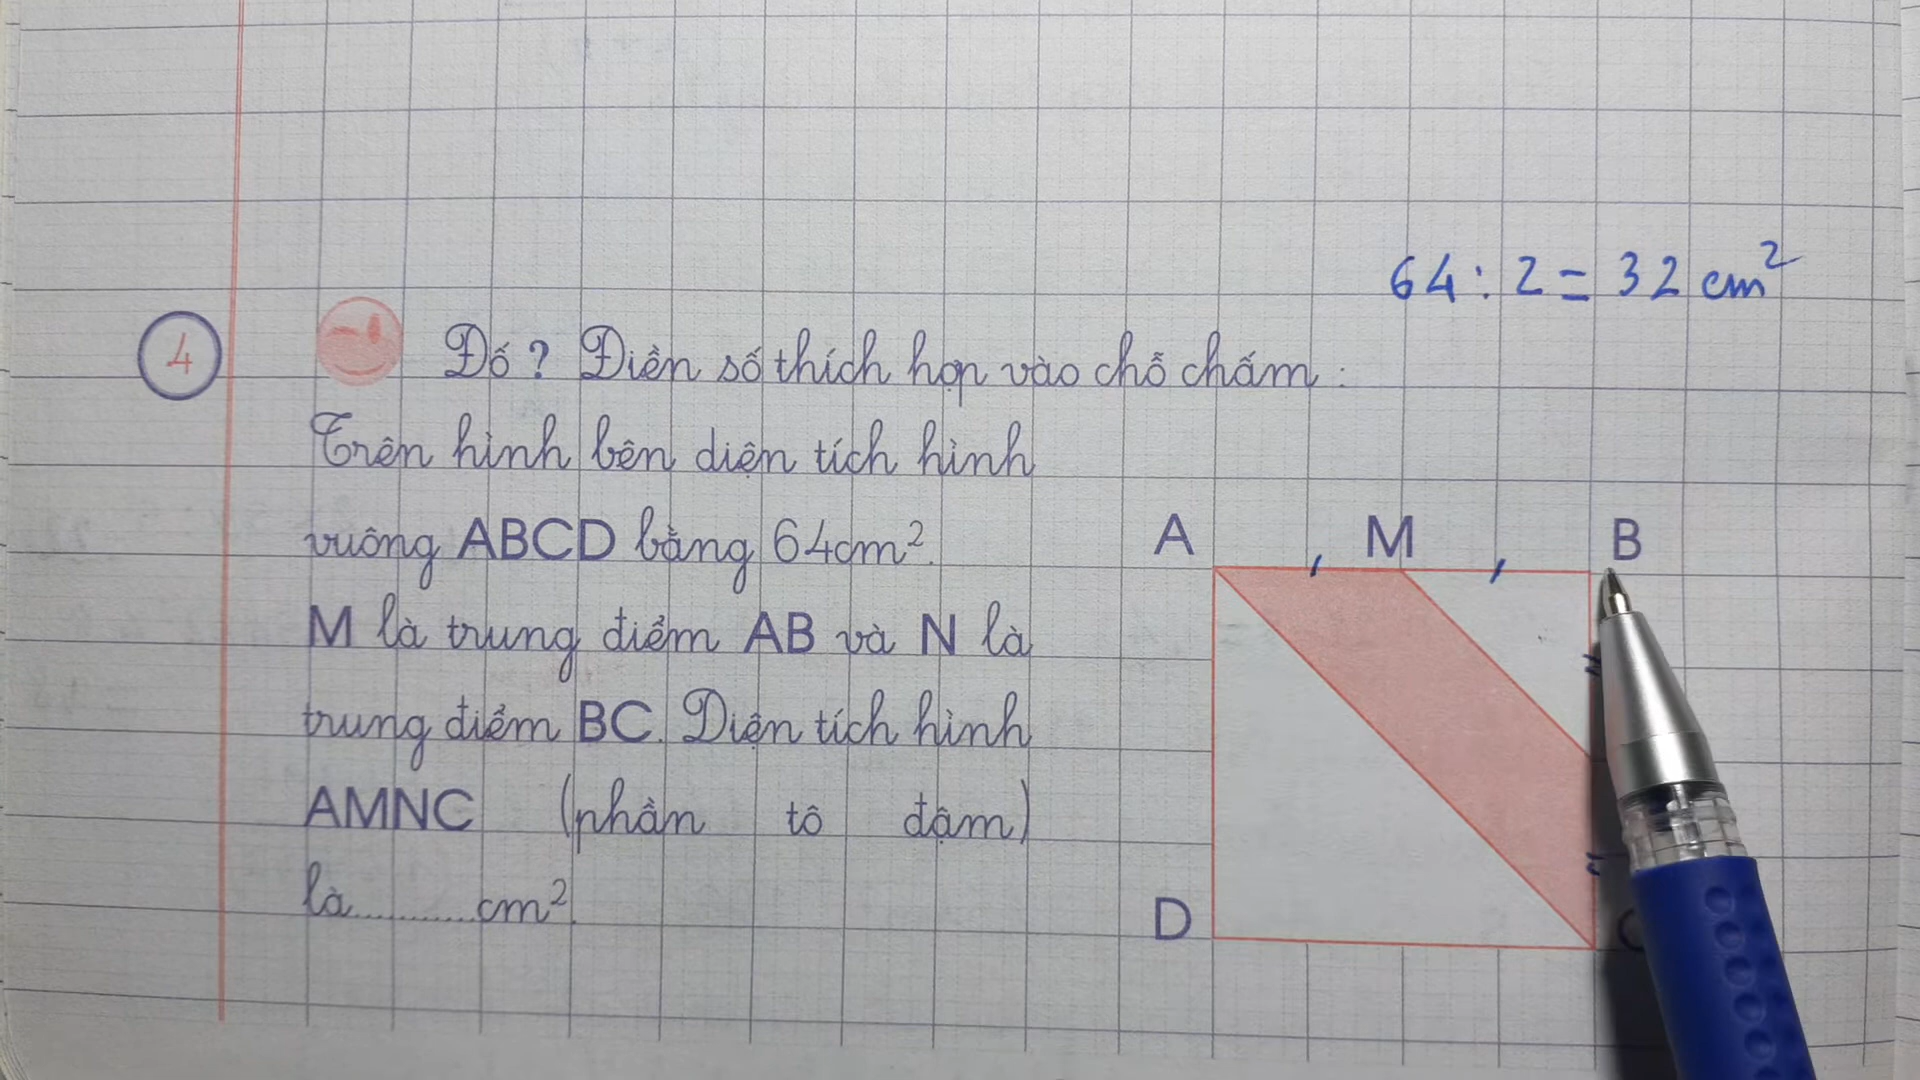 64 : 2 = 32 cm²
4 Đố? Điền số thích hợp vào chỗ chấm:
Trên hình bên diện tích hình
vuông ABCD bằng 64cm².
M là trung điểm AB và N là
trung điểm BC. Diện tích hình
AMNC (phần tô đậm)
là..........cm².
A M B
D C